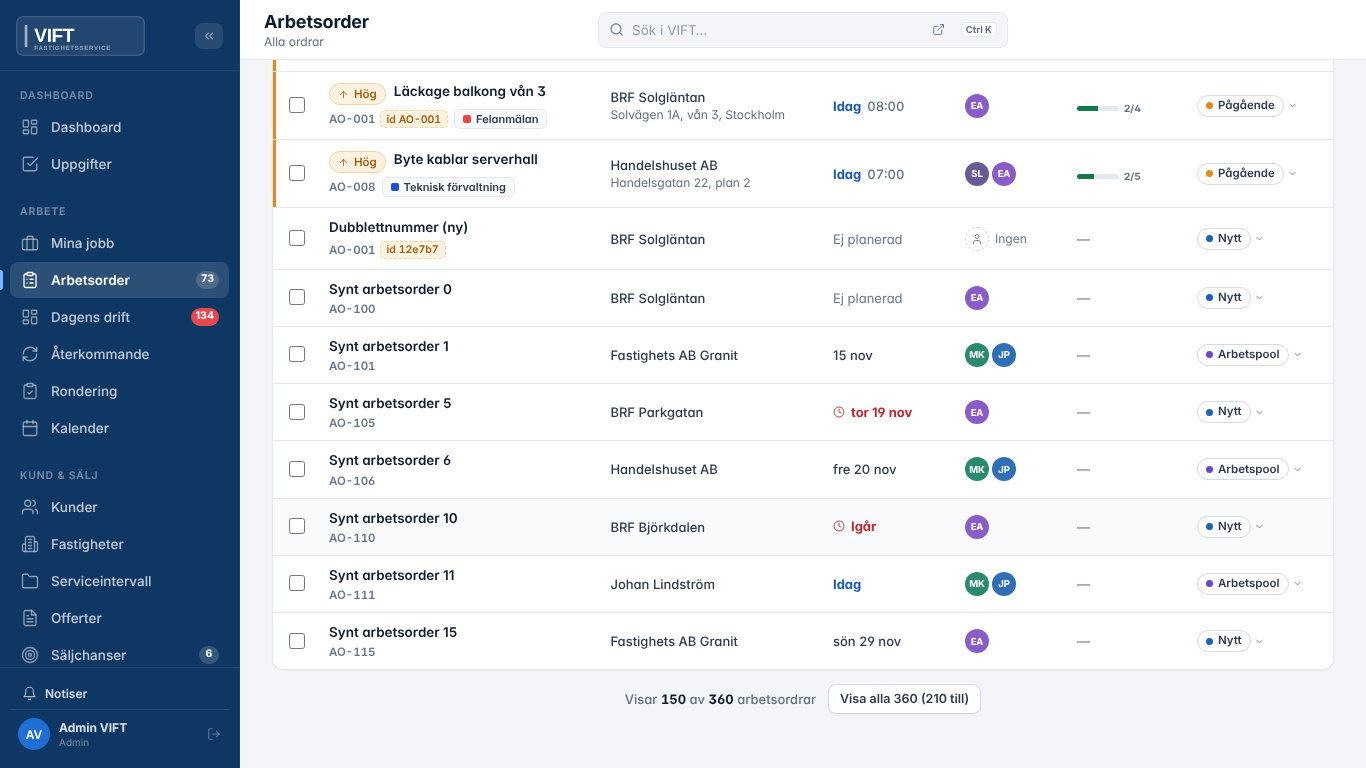 VIFT
FASTIGHETSSERVICE
DASHBOARD
Dashboard
Uppgifter
ARBETE
Mina jobb
Arbetsorder 73
Dagens drift 134
Återkommande
Rondering
Kalender
KUND & SÄLJ
Kunder
Fastigheter
Serviceintervall
Offerter
Säljchanser 6
Notiser
AV Admin VIFT
Admin
Arbetsorder
Alla ordrar
Sök i VIFT... Ctrl K
Hög Läckage balkong vån 3
AO-001 id AO-001 Felanmälan
BRF Solgläntan
Solvägen 1A, vån 3, Stockholm
Idag 08:00
EA
2/4
Pågående
Hög Byte kablar serverhall
AO-008 Teknisk förvaltning
Handelshuset AB
Handelsgatan 22, plan 2
Idag 07:00
SL EA
2/5
Pågående
Dubblettnummer (ny)
AO-001 id 12e7b7
BRF Solgläntan
Ej planerad
Ingen
—
Nytt
Synt arbetsorder 0
AO-100
BRF Solgläntan
Ej planerad
EA
—
Nytt
Synt arbetsorder 1
AO-101
Fastighets AB Granit
15 nov
MK JP
—
Arbetspool
Synt arbetsorder 5
AO-105
BRF Parkgatan
tor 19 nov
EA
—
Nytt
Synt arbetsorder 6
AO-106
Handelshuset AB
fre 20 nov
MK JP
—
Arbetspool
Synt arbetsorder 10
AO-110
BRF Björkdalen
Igår
EA
—
Nytt
Synt arbetsorder 11
AO-111
Johan Lindström
Idag
MK JP
—
Arbetspool
Synt arbetsorder 15
AO-115
Fastighets AB Granit
sön 29 nov
EA
—
Nytt
Visar 150 av 360 arbetsordrar Visa alla 360 (210 till)